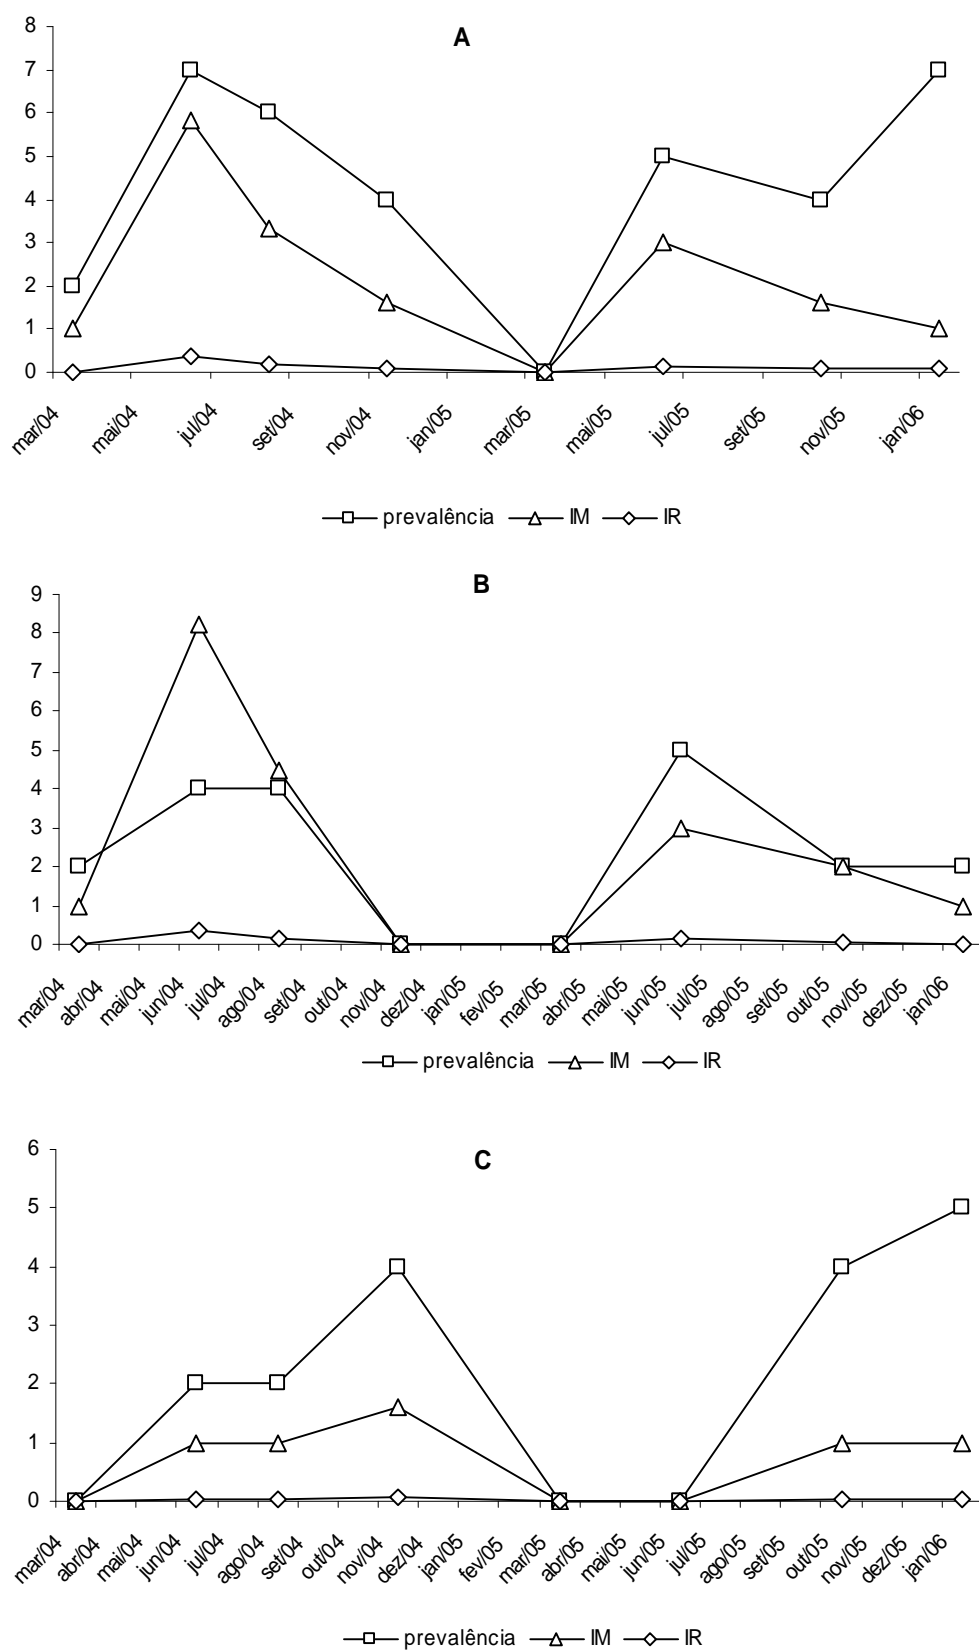 A
8
7
6
5
4
3
2
1
0
mar/04 mai/04 jul/04 set/04 nov/04 jan/05 mar/05 mai/05 jul/05 set/05 nov/05 jan/06
prevalência IM IR
B
9
8
7
6
5
4
3
2
1
0
mar/04 abr/04 mai/04 jun/04 jul/04 ago/04 set/04 out/04 nov/04 dez/04 jan/05 fev/05 mar/05 abr/05 mai/05 jun/05 jul/05 ago/05 set/05 out/05 nov/05 dez/05 jan/06
prevalência IM IR
C
6
5
4
3
2
1
0
mar/04 abr/04 mai/04 jun/04 jul/04 ago/04 set/04 out/04 nov/04 dez/04 jan/05 fev/05 mar/05 abr/05 mai/05 jun/05 jul/05 ago/05 set/05 out/05 nov/05 dez/05 jan/06
prevalência IM IR